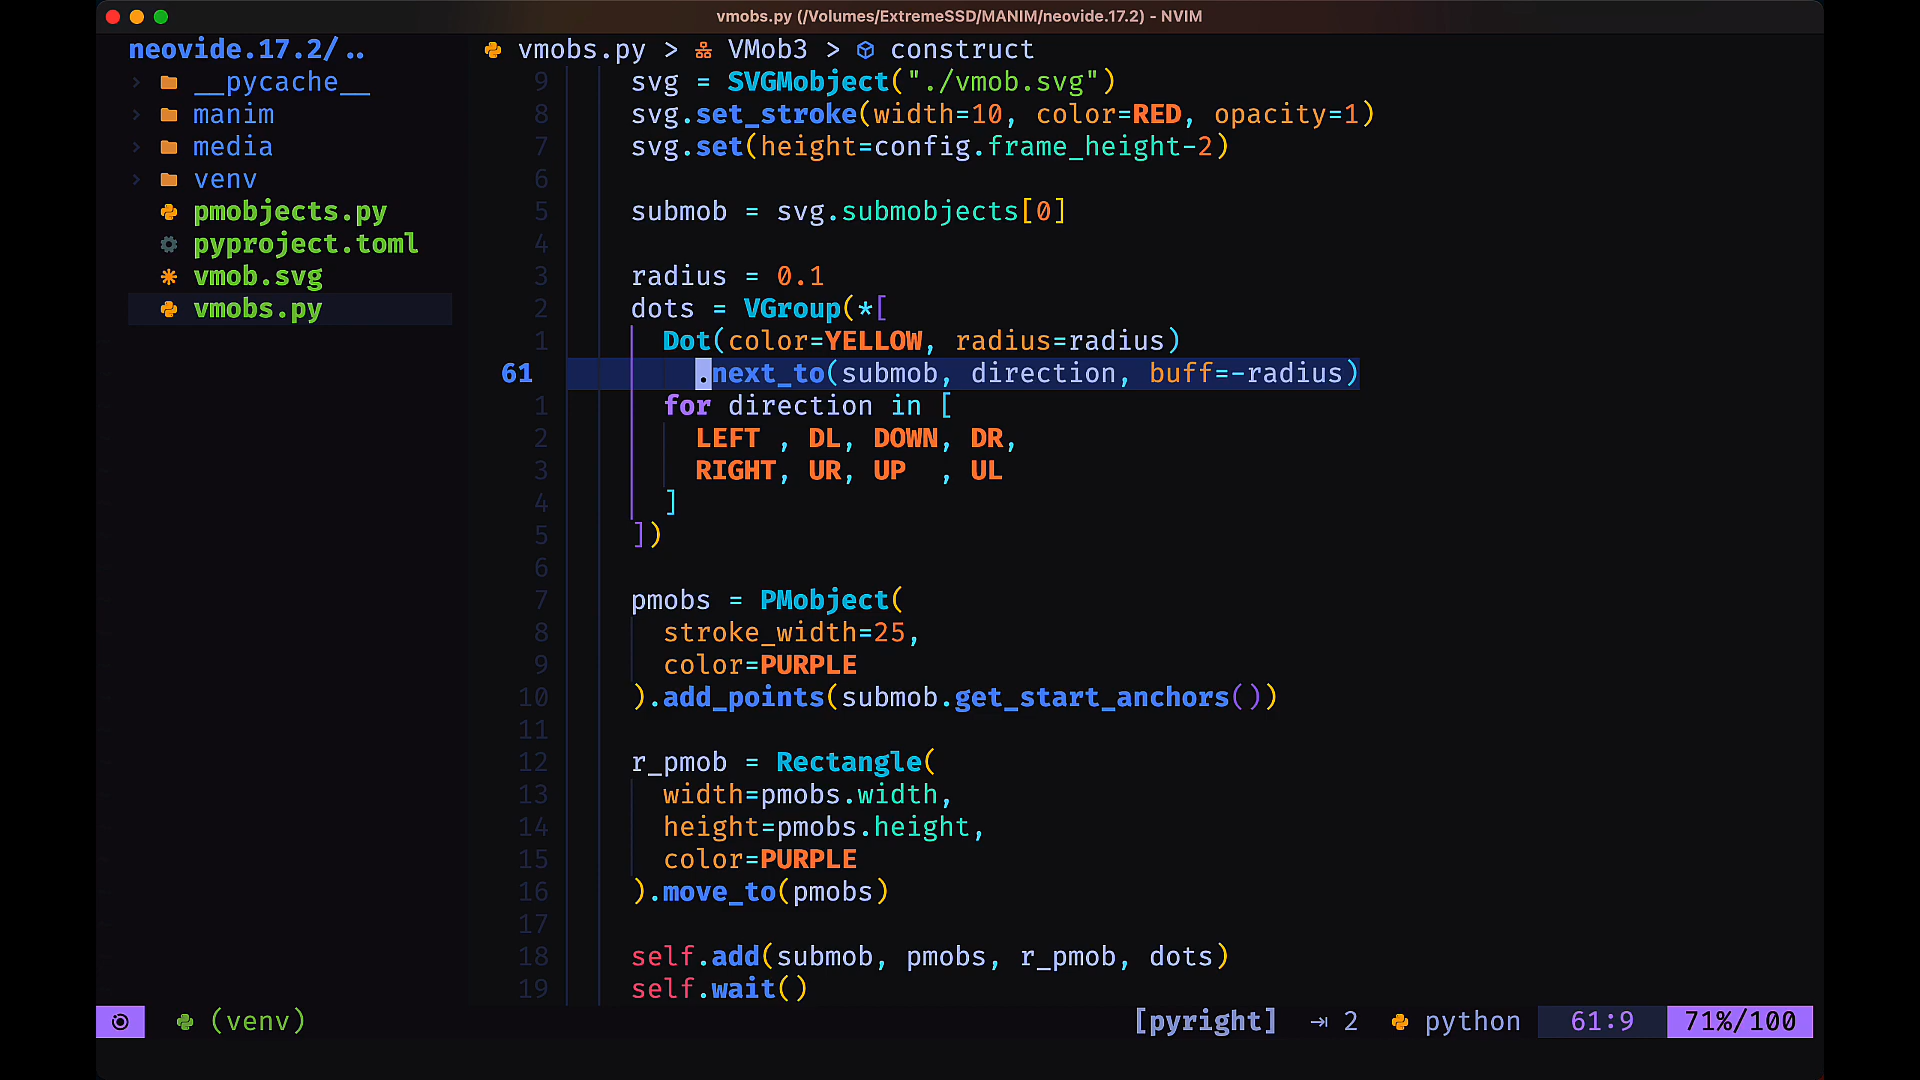 vmobs.py (/Volumes/ExtremeSSD/MANIM/neovide.17.2) - NVIM
neovide.17.2/..
__pycache__
manim
media
venv
pmobjects.py
pyproject.toml
vmob.svg
vmobs.py
vmobs.py > VMob3 > construct
9 svg = SVGMobject("./vmob.svg")
8 svg.set_stroke(width=10, color=RED, opacity=1)
7 svg.set(height=config.frame_height-2)
6
5 submob = svg.submobjects[0]
4
3 radius = 0.1
2 dots = VGroup(*[
1 Dot(color=YELLOW, radius=radius)
61 .next_to(submob, direction, buff=-radius)
1 for direction in [
2 LEFT , DL, DOWN, DR,
3 RIGHT, UR, UP  , UL
4 ]
5 ])
6
7 pmobs = PMobject(
8 stroke_width=25,
9 color=PURPLE
10 ).add_points(submob.get_start_anchors())
11
12 r_pmob = Rectangle(
13 width=pmobs.width,
14 height=pmobs.height,
15 color=PURPLE
16 ).move_to(pmobs)
17
18 self.add(submob, pmobs, r_pmob, dots)
19 self.wait()
(venv) [pyright] ⇥ 2 python 61:9 71%/100